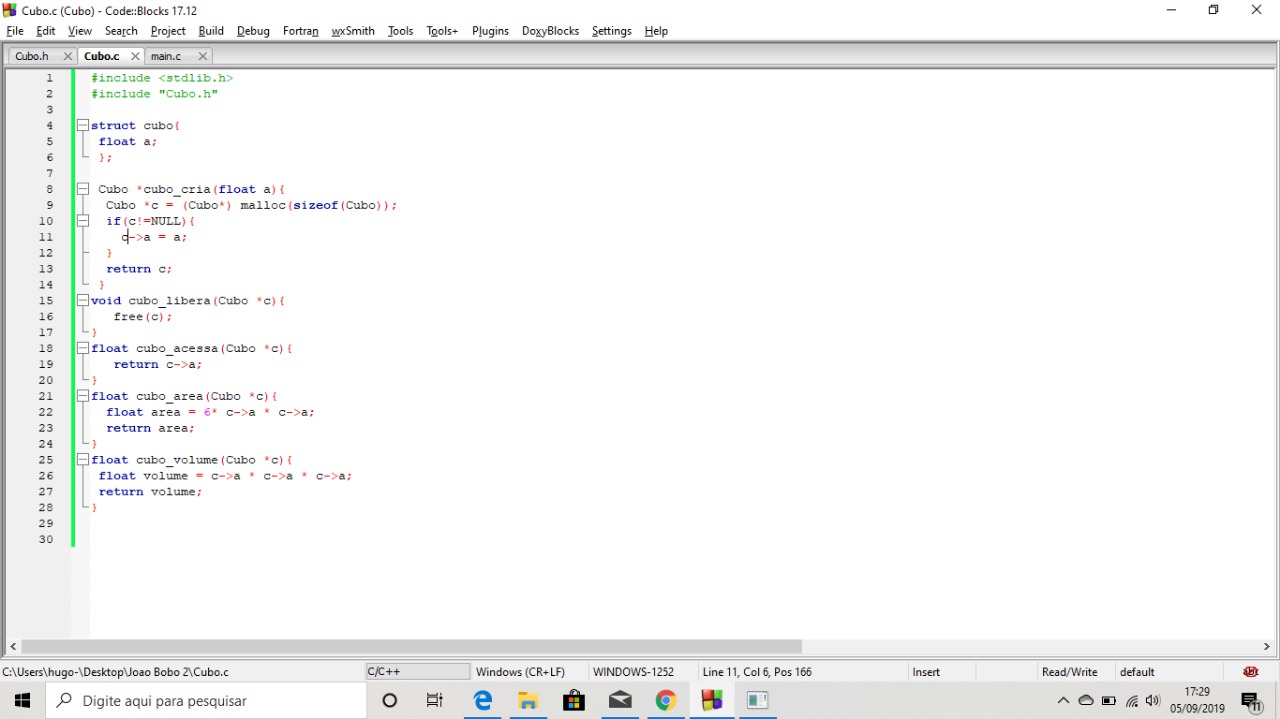 Cubo.c (Cubo) - Code::Blocks 17.12
File Edit View Search Project Build Debug Fortran wxSmith Tools Tools+ Plugins DoxyBlocks Settings Help
Cubo.h Cubo.c main.c
1 #include <stdlib.h>
2 #include "Cubo.h"
3
4 struct cubo{
5 float a;
6 };
7
8 Cubo *cubo_cria(float a){
9 Cubo *c = (Cubo*) malloc(sizeof(Cubo));
10 if(c!=NULL){
11 c->a = a;
12 }
13 return c;
14 }
15 void cubo_libera(Cubo *c){
16 free(c);
17 }
18 float cubo_acessa(Cubo *c){
19 return c->a;
20 }
21 float cubo_area(Cubo *c){
22 float area = 6* c->a * c->a;
23 return area;
24 }
25 float cubo_volume(Cubo *c){
26 float volume = c->a * c->a * c->a;
27 return volume;
28 }
29
30
C:\Users\hugo-\Desktop\Joao Bobo 2\Cubo.c C/C++ Windows (CR+LF) WINDOWS-1252 Line 11, Col 6, Pos 166 Insert Read/Write default
Digite aqui para pesquisar
17:29
05/09/2019
11